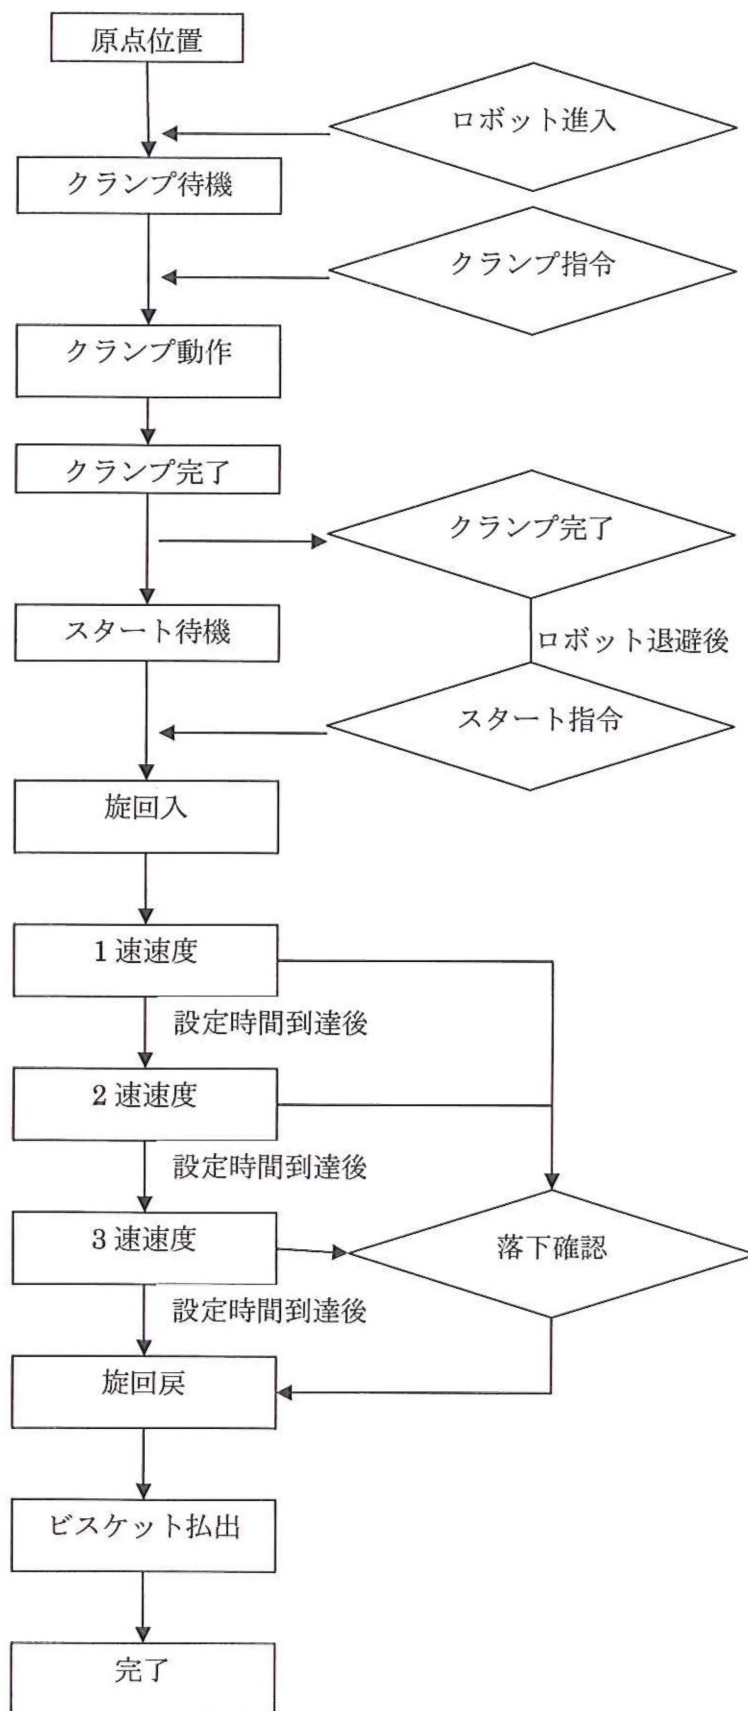 原点位置
ロボット進入
クランプ待機
クランプ指令
クランプ動作
クランプ完了
クランプ完了
スタート待機
ロボット退避後
スタート指令
旋回入
1速速度
設定時間到達後
2速速度
設定時間到達後
3速速度
落下確認
設定時間到達後
旋回戻
ビスケット払出
完了